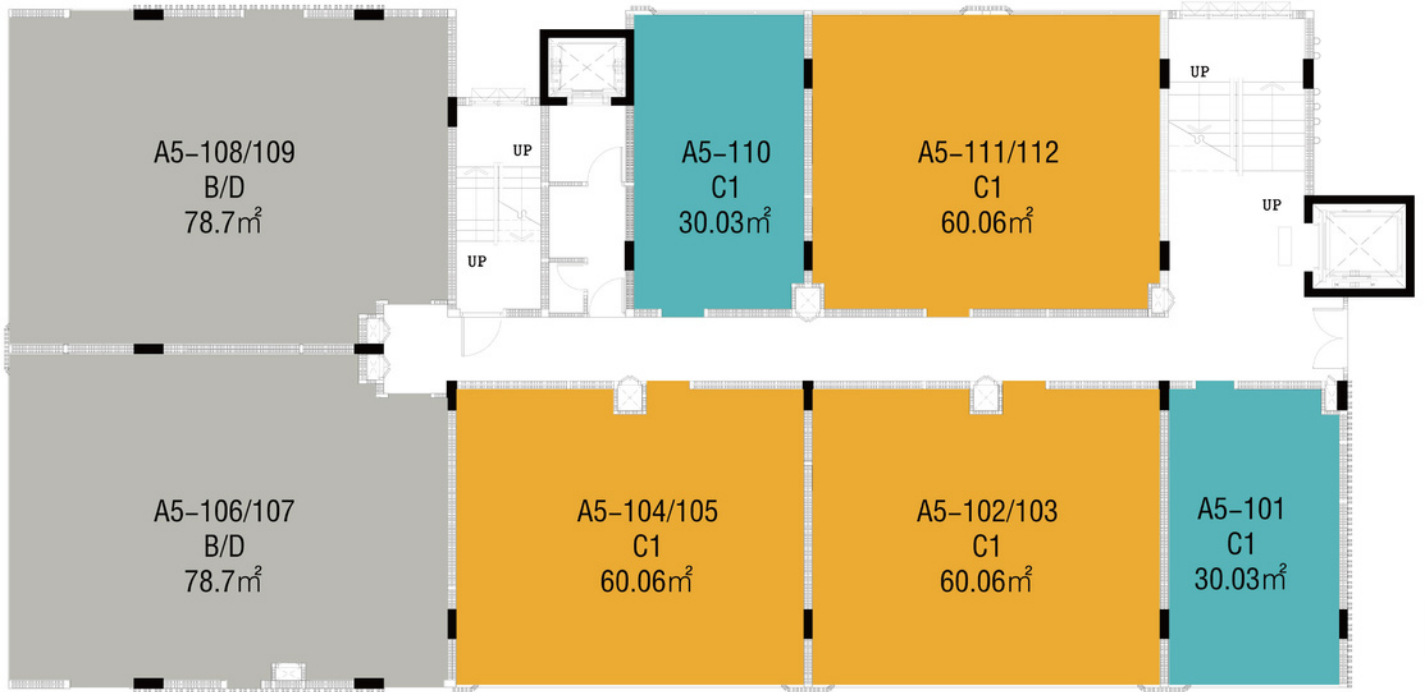 A5-108/109
B/D
78.7㎡
UP
UP
A5-110
C1
30.03㎡
A5-111/112
C1
60.06㎡
UP
UP
A5-106/107
B/D
78.7㎡
A5-104/105
C1
60.06㎡
A5-102/103
C1
60.06㎡
A5-101
C1
30.03㎡